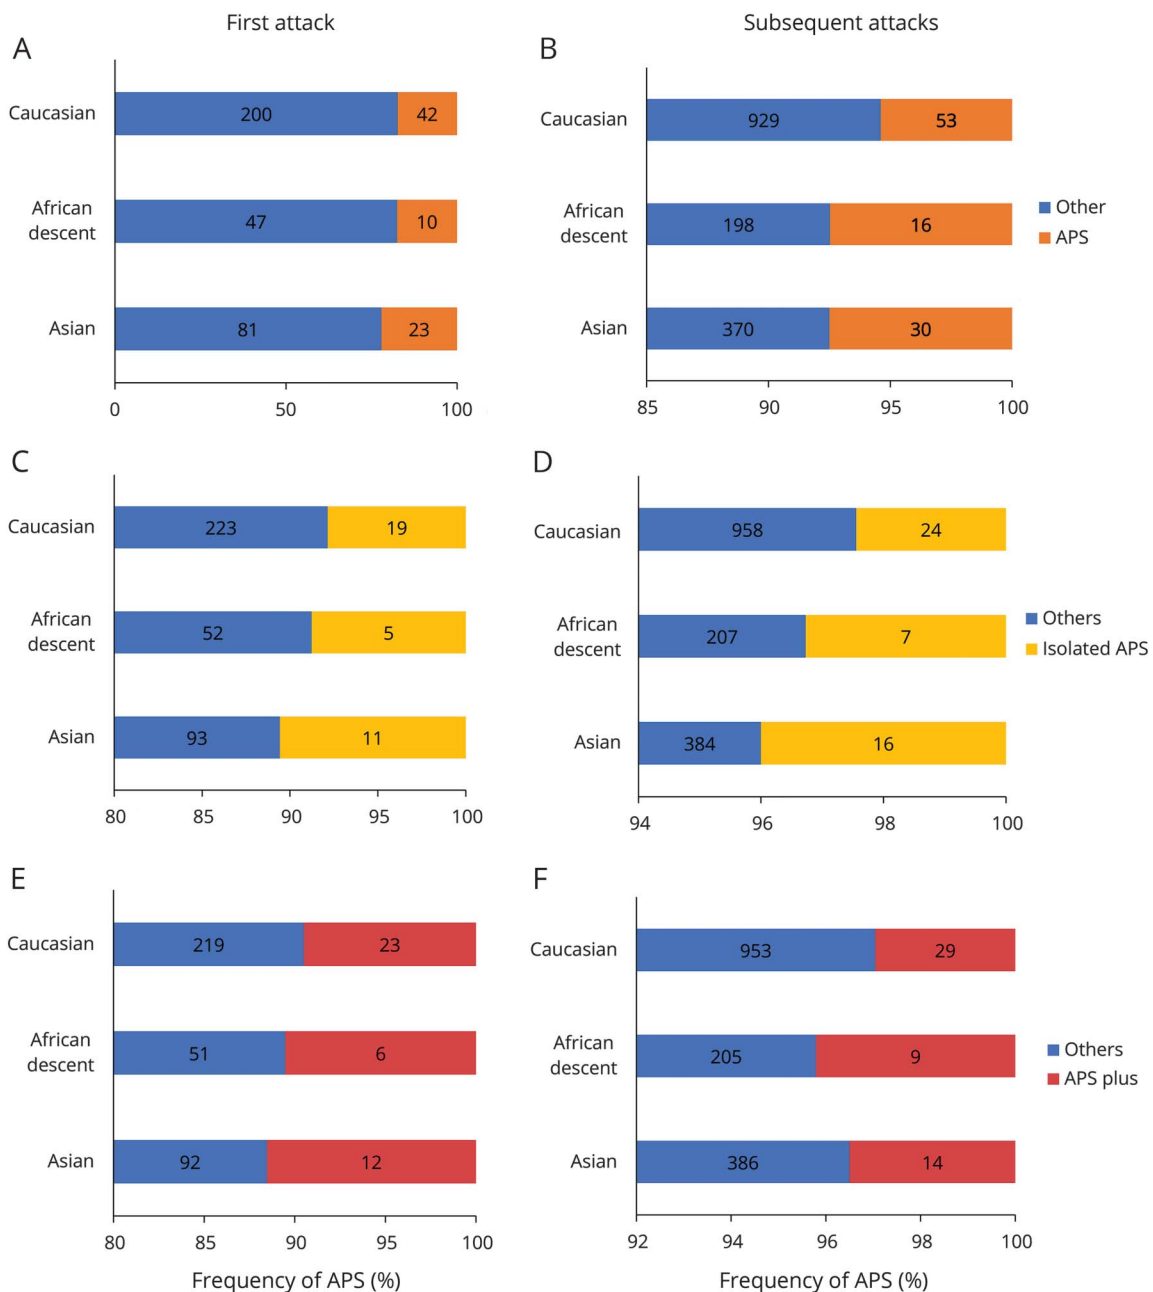 First attack
Subsequent attacks
A
Caucasian
200
42
African
descent
47
10
Asian
81
23
0
50
100
B
Caucasian
929
53
African
descent
198
16
Asian
370
30
85
90
95
100
Other
APS
C
Caucasian
223
19
African
descent
52
5
Asian
93
11
80
85
90
95
100
D
Caucasian
958
24
African
descent
207
7
Asian
384
16
94
96
98
100
Others
Isolated APS
E
Caucasian
219
23
African
descent
51
6
Asian
92
12
80
85
90
95
100
Frequency of APS (%)
F
Caucasian
953
29
African
descent
205
9
Asian
386
14
92
94
96
98
100
Frequency of APS (%)
Others
APS plus